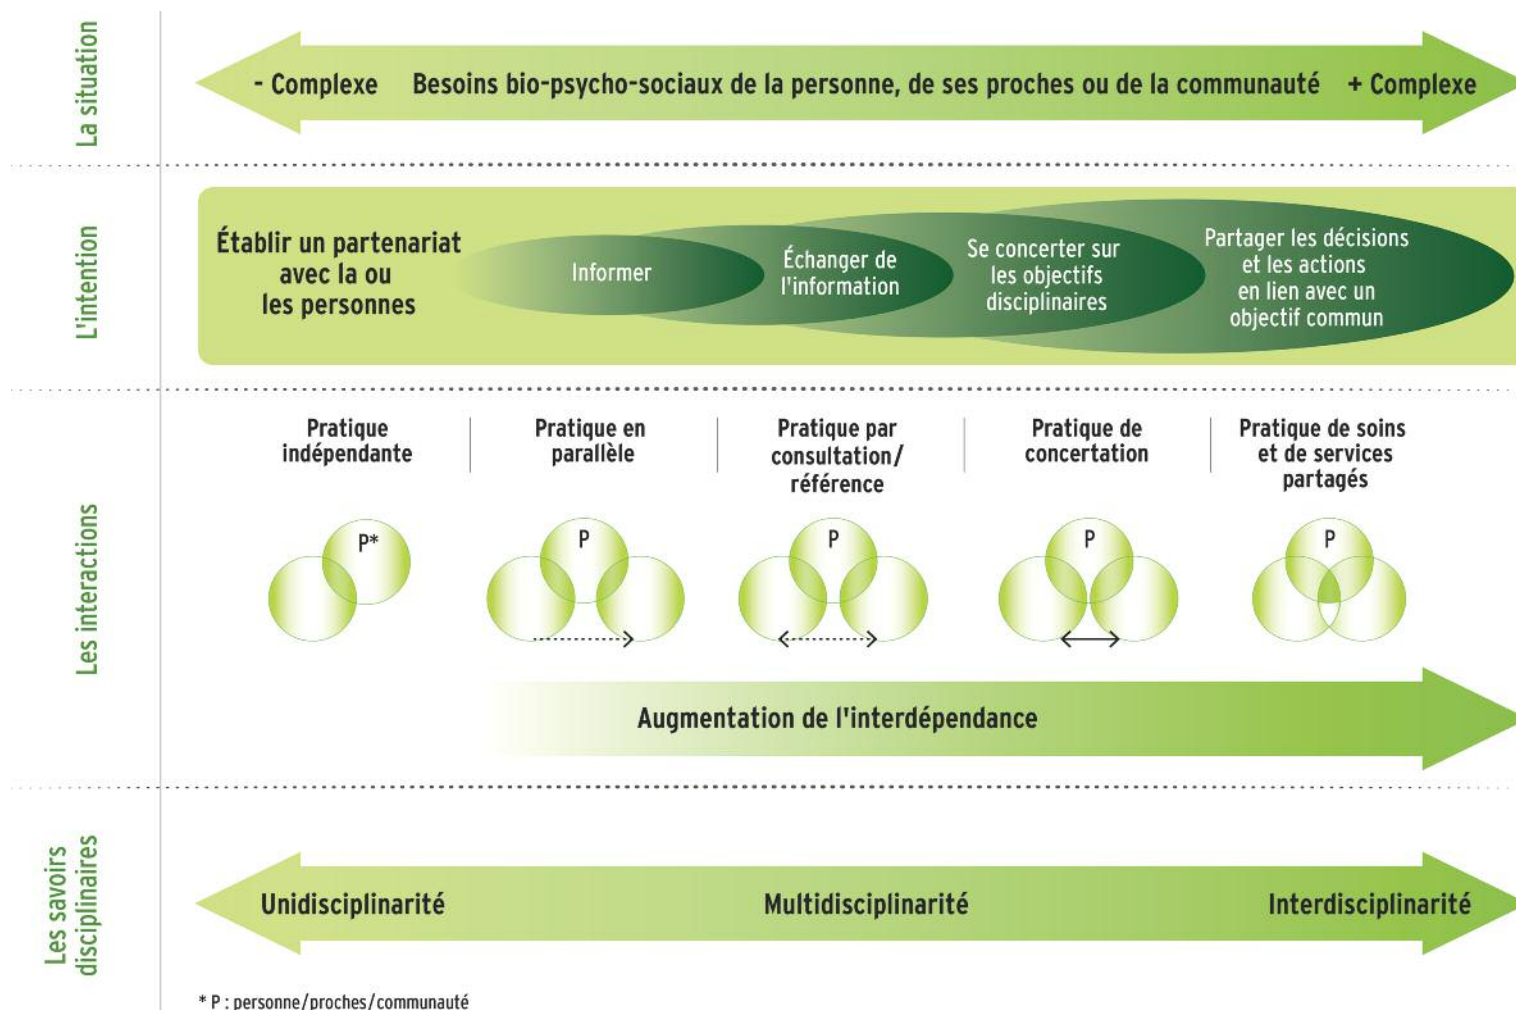 La situation
- Complexe Besoins bio-psycho-sociaux de la personne, de ses proches ou de la communauté + Complexe
L'intention
Établir un partenariat
avec la ou
les personnes
Informer
Échanger de
l'information
Se concerter sur
les objectifs
disciplinaires
Partager les décisions
et les actions
en lien avec un
objectif commun
Les interactions
Pratique
indépendante
Pratique en
parallèle
Pratique par
consultation/
référence
Pratique de
concertation
Pratique de soins
et de services
partagés
P*
P
P
P
P
Augmentation de l'interdépendance
Les savoirs
disciplinaires
Unidisciplinarité
Multidisciplinarité
Interdisciplinarité
* P : personne/proches/communauté